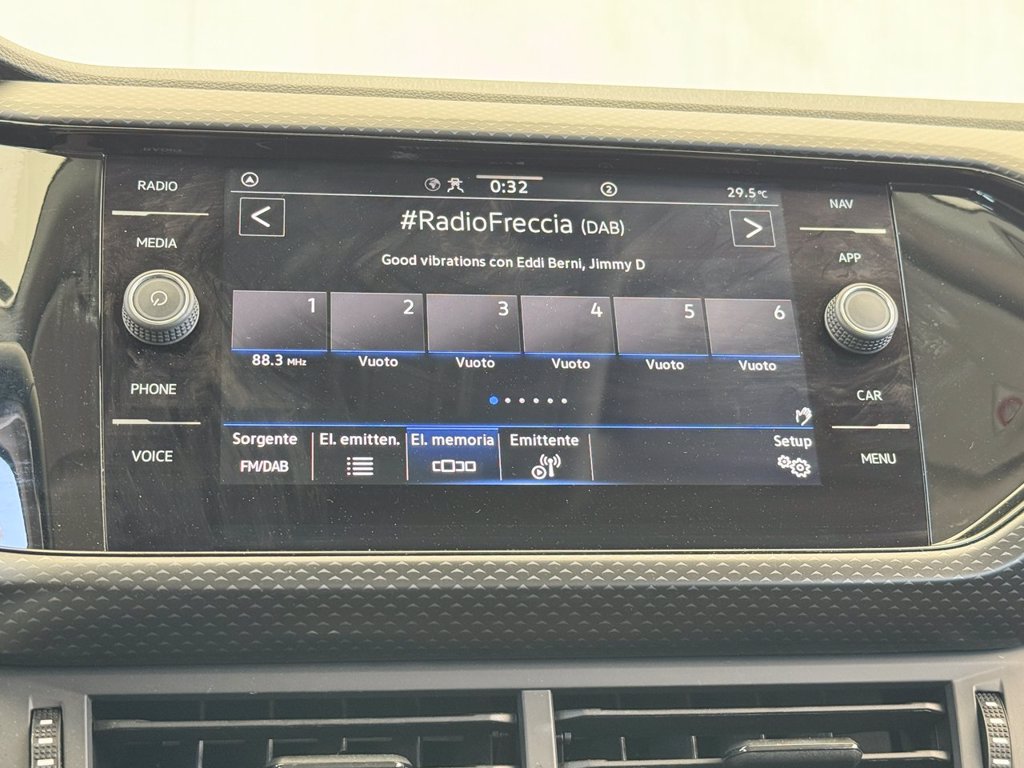 RADIO
MEDIA
PHONE
VOICE
0:32
2
29.5°C
<
#RadioFreccia (DAB)
>
Good vibrations con Eddi Berni, Jimmy D
1 2 3 4 5 6
88.3 MHz Vuoto Vuoto Vuoto Vuoto Vuoto
Sorgente El. emitten. El. memoria Emittente Setup
FM/DAB
NAV
APP
CAR
MENU